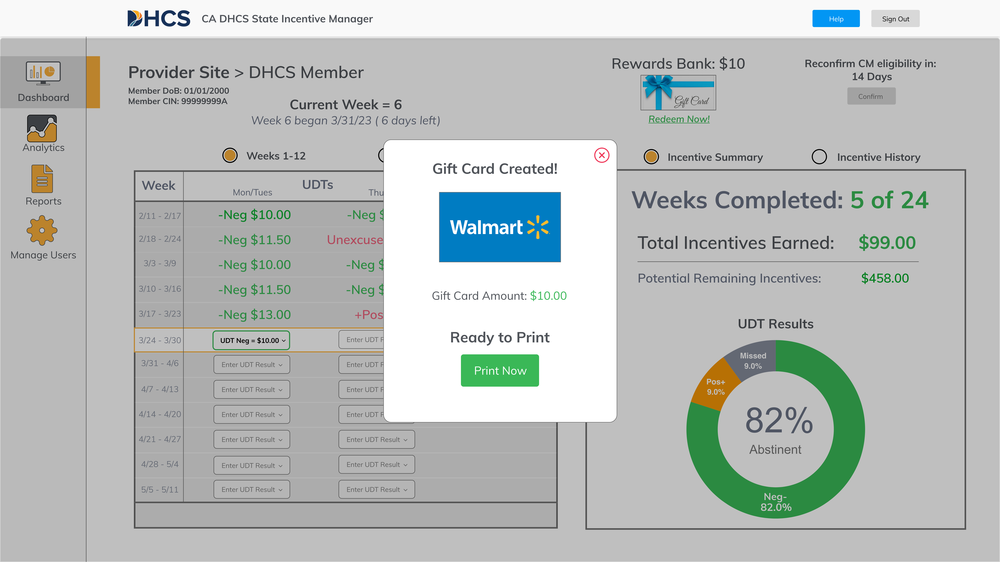 DHCS CA DHCS State Incentive Manager Help Sign Out
Dashboard
Analytics
Reports
Manage Users
Provider Site > DHCS Member
Member DoB: 01/01/2000
Member CIN: 99999999A
Current Week = 6
Week 6 began 3/31/23 ( 6 days left)
Rewards Bank: $10
Gift Card
Redeem Now!
Reconfirm CM eligibility in:
14 Days
Confirm
Weeks 1-12
Incentive Summary
Incentive History
Week UDTs
Mon/Tues Thu
2/11 - 2/17 -Neg $10.00 -Neg $
2/18 - 2/24 -Neg $11.50 Unexcuse
3/3 - 3/9 -Neg $10.00 -Neg $
3/10 - 3/16 -Neg $11.50 -Neg $
3/17 - 3/23 -Neg $13.00 +Pos
3/24 - 3/30 UDT Neg = $10.00 Enter UDT
3/31 - 4/6 Enter UDT Result Enter UDT
4/7 - 4/13 Enter UDT Result Enter UDT
4/14 - 4/20 Enter UDT Result Enter UDT
4/21 - 4/27 Enter UDT Result Enter UDT Result
4/28 - 5/4 Enter UDT Result Enter UDT Result
5/5 - 5/11 Enter UDT Result Enter UDT Result
Gift Card Created!
Walmart
Gift Card Amount: $10.00
Ready to Print
Print Now
Weeks Completed: 5 of 24
Total Incentives Earned: $99.00
Potential Remaining Incentives: $458.00
UDT Results
Missed
9.0%
Pos+
9.0%
82%
Abstinent
Neg-
82.0%